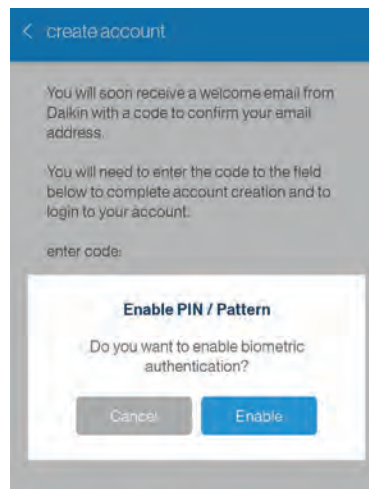 < create account
You will soon receive a welcome email from
Daikin with a code to confirm your email
address.
You will need to enter the code to the field
below to complete account creation and to
login to your account.
enter code:
Enable PIN / Pattern
Do you want to enable biometric
authentication?
Cancel Enable